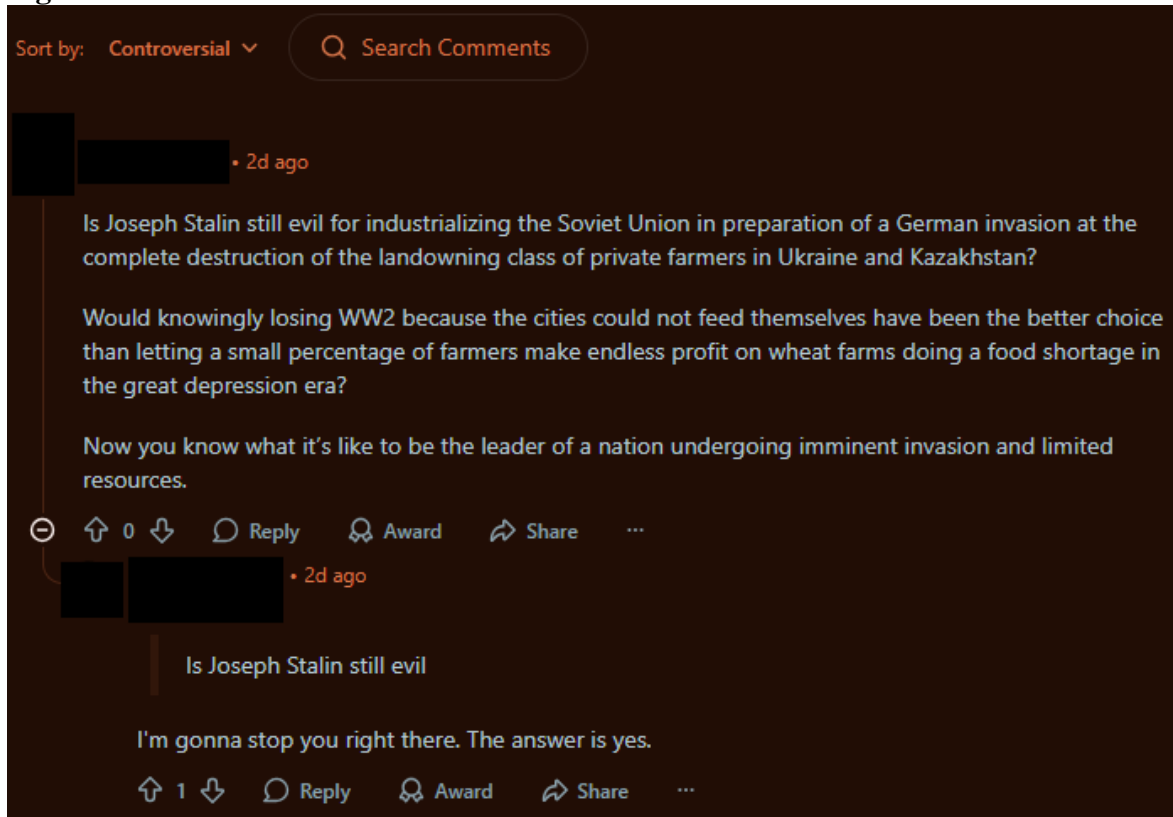 Sort by: Controversial Search Comments
• 2d ago
Is Joseph Stalin still evil for industrializing the Soviet Union in preparation of a German invasion at the
complete destruction of the landowning class of private farmers in Ukraine and Kazakhstan?
Would knowingly losing WW2 because the cities could not feed themselves have been the better choice
than letting a small percentage of farmers make endless profit on wheat farms doing a food shortage in
the great depression era?
Now you know what it’s like to be the leader of a nation undergoing imminent invasion and limited
resources.
0 Reply Award Share ...
• 2d ago
Is Joseph Stalin still evil
I'm gonna stop you right there. The answer is yes.
1 Reply Award Share ...